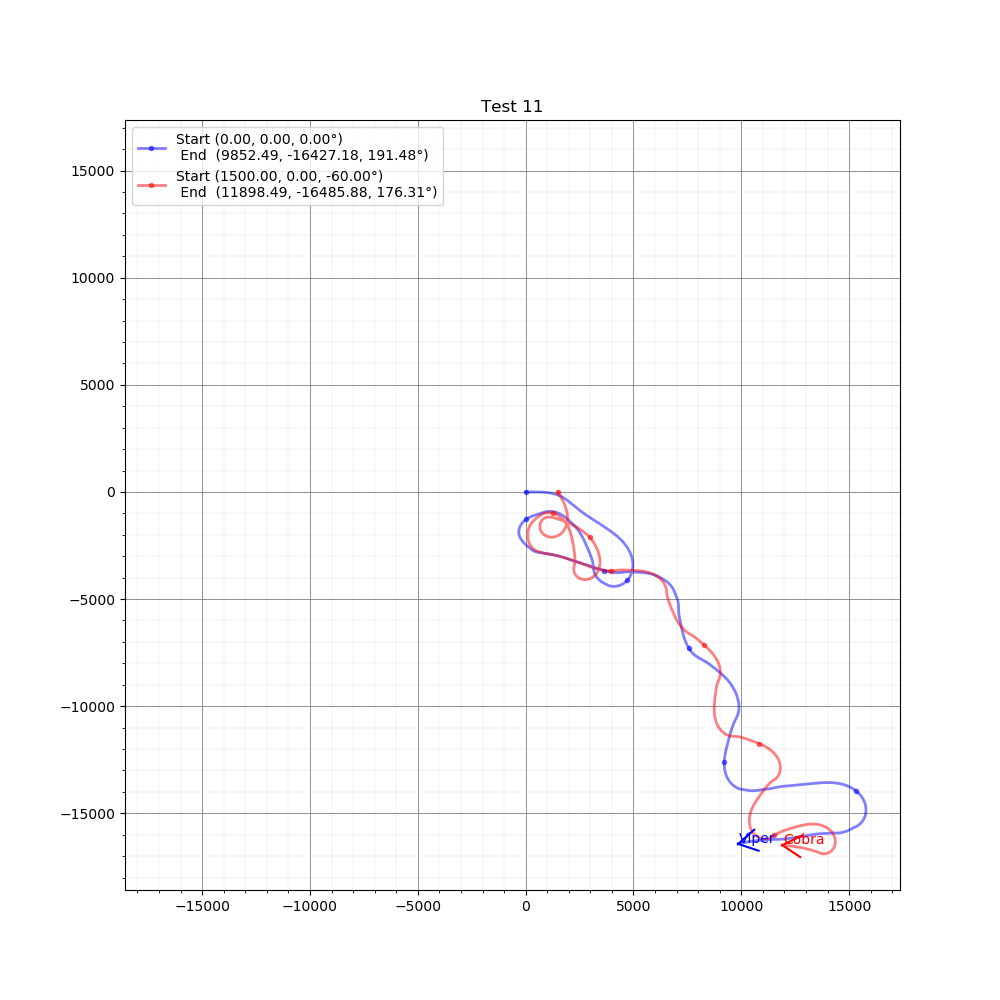 Test 11
Start (0.00, 0.00, 0.00°)
End (9852.49, -16427.18, 191.48°)
Start (1500.00, 0.00, -60.00°)
End (11898.49, -16485.88, 176.31°)
15000
10000
5000
0
−5000
−10000
−15000
Viper
Cobra
−15000 −10000 −5000 0 5000 10000 15000